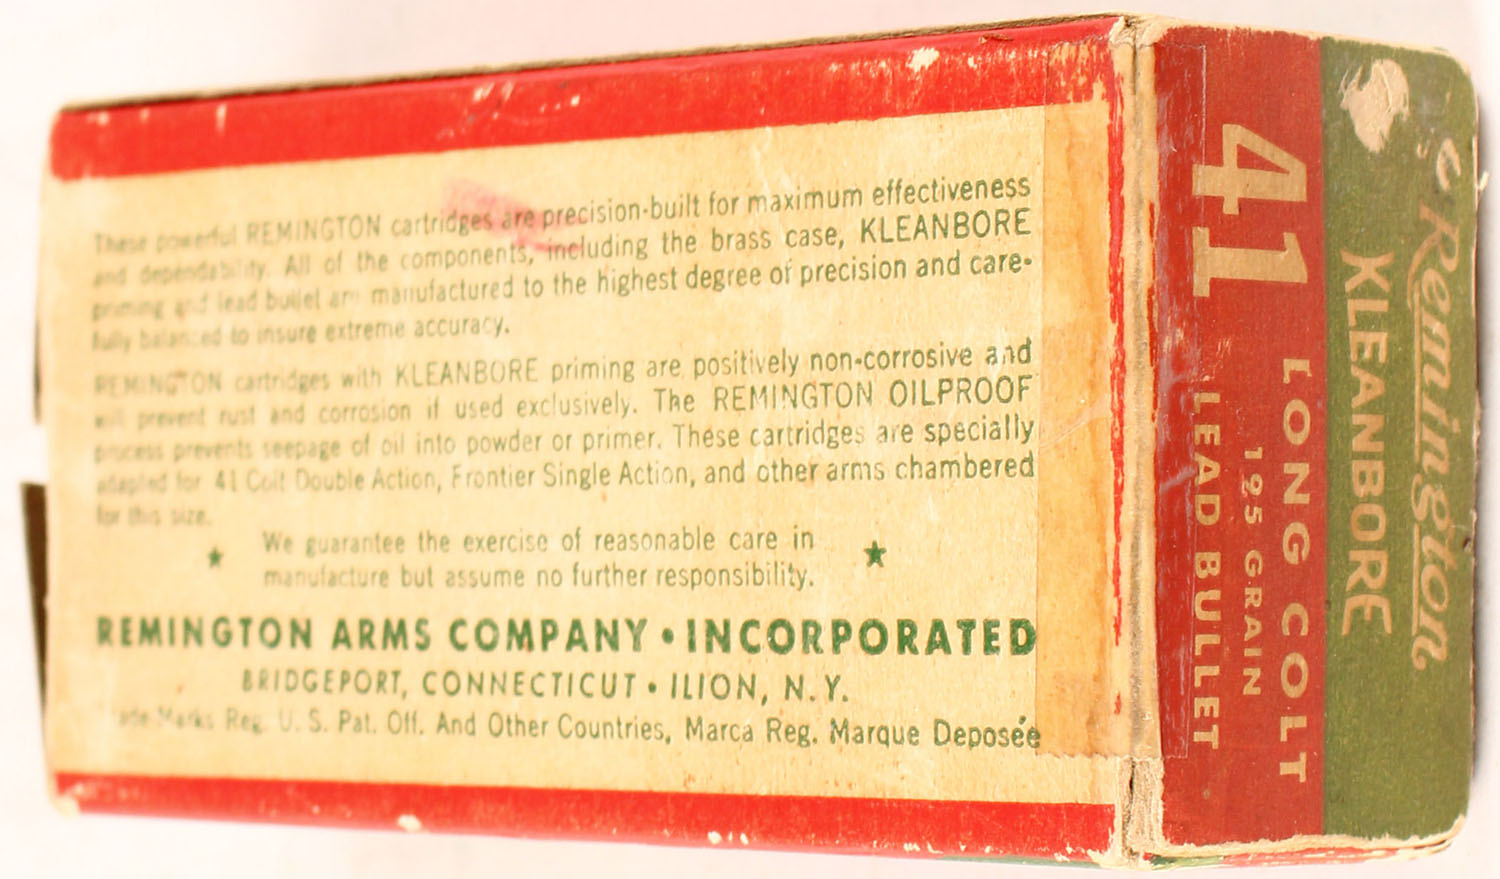 These powerful REMINGTON cartridges are precision-built for maximum effectiveness
and dependability. All of the components, including the brass case, KLEANBORE
priming and lead bullet are manufactured to the highest degree of precision and care-
fully balanced to insure extreme accuracy.
REMINGTON cartridges with KLEANBORE priming are positively non-corrosive and
will prevent rust and corrosion if used exclusively. The REMINGTON OILPROOF
process prevents seepage of oil into powder or primer. These cartridges are specially
adapted for 41 Colt Double Action, Frontier Single Action, and other arms chambered
for this size.
★ We guarantee the exercise of reasonable care in ★
manufacture but assume no further responsibility.
REMINGTON ARMS COMPANY • INCORPORATED
BRIDGEPORT, CONNECTICUT • ILION, N. Y.
Trade Marks Reg. U. S. Pat. Off. And Other Countries, Marca Reg. Marque Deposée
Remington
KLEANBORE
41 LONG COLT
195 GRAIN
LEAD BULLET